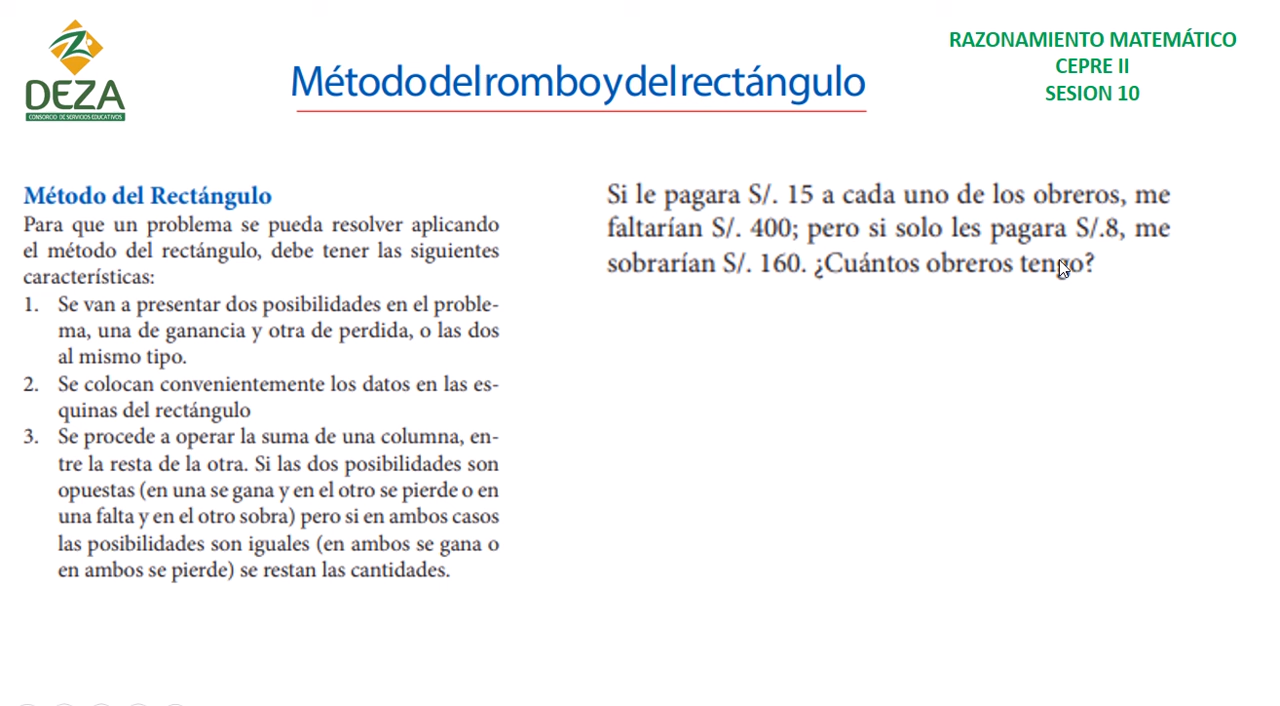 DEZA
CONSORCIO DE SERVICIOS EDUCATIVOS
Método del rombo y del rectángulo
RAZONAMIENTO MATEMÁTICO
CEPRE II
SESION 10
Método del Rectángulo
Para que un problema se pueda resolver aplicando
el método del rectángulo, debe tener las siguientes
características:
1. Se van a presentar dos posibilidades en el proble-
ma, una de ganancia y otra de perdida, o las dos
al mismo tipo.
2. Se colocan convenientemente los datos en las es-
quinas del rectángulo
3. Se procede a operar la suma de una columna, en-
tre la resta de la otra. Si las dos posibilidades son
opuestas (en una se gana y en el otro se pierde o en
una falta y en el otro sobra) pero si en ambos casos
las posibilidades son iguales (en ambos se gana o
en ambos se pierde) se restan las cantidades.
Si le pagara S/. 15 a cada uno de los obreros, me
faltarían S/. 400; pero si solo les pagara S/.8, me
sobrarían S/. 160. ¿Cuántos obreros tengo?